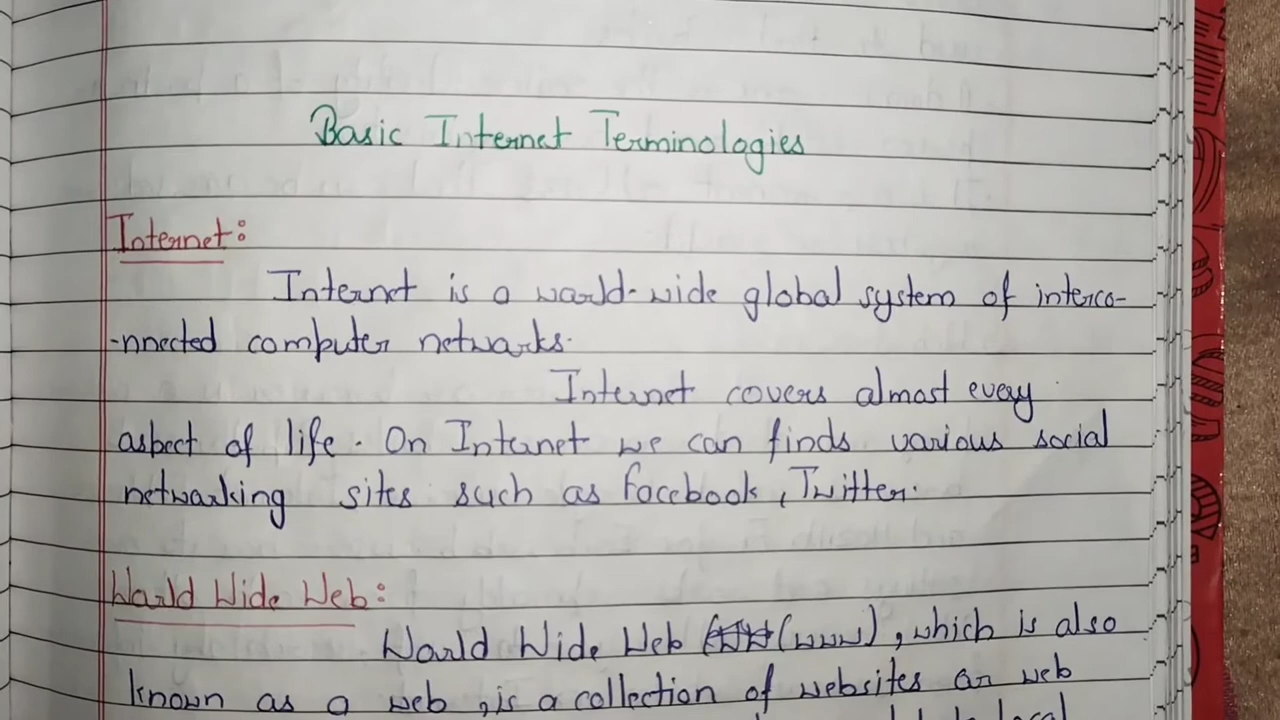 Basic Internet Terminologies
Internet:
Internet is a world-wide global system of interco-
-nnected computer networks.
Internet covers almost every
aspect of life. On Internet we can finds various social
networking sites such as facebook, Twitter.
World Wide Web:
World Wide Web (www), which is also
known as a web, is a collection of websites or web
local